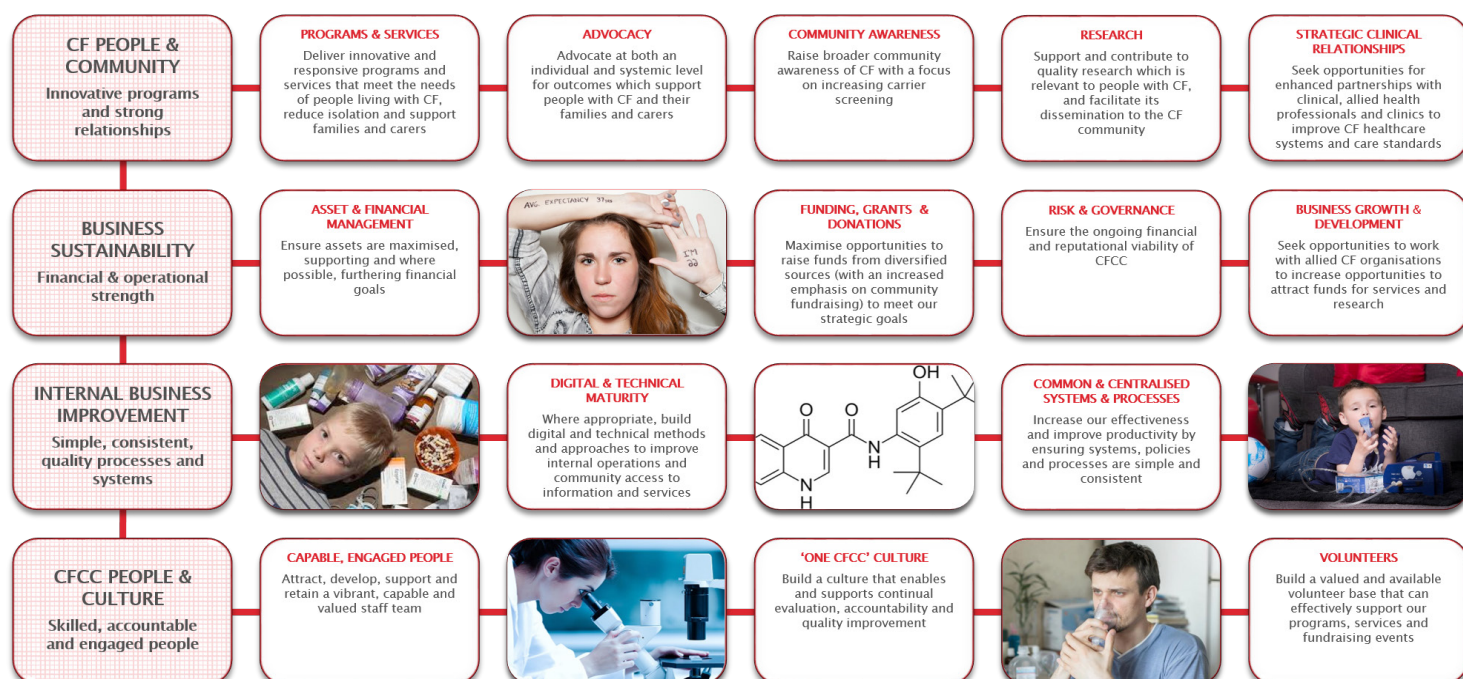 CF PEOPLE &
COMMUNITY
Innovative programs
and strong
relationships
PROGRAMS & SERVICES
Deliver innovative and
responsive programs and
services that meet the needs
of people living with CF,
reduce isolation and support
families and carers
ADVOCACY
Advocate at both an
individual and systemic level
for outcomes which support
people with CF and their
families and carers
COMMUNITY AWARENESS
Raise broader community
awareness of CF with a focus
on increasing carrier
screening
RESEARCH
Support and contribute to
quality research which is
relevant to people with CF,
and facilitate its
dissemination to the CF
community
STRATEGIC CLINICAL
RELATIONSHIPS
Seek opportunities for
enhanced partnerships with
clinical, allied health
professionals and clinics to
improve CF healthcare
systems and care standards
BUSINESS
SUSTAINABILITY
Financial & operational
strength
ASSET & FINANCIAL
MANAGEMENT
Ensure assets are maximised,
supporting and where
possible, furthering financial
goals
AVG. EXPECTANCY 37
I'M
FUNDING, GRANTS &
DONATIONS
Maximise opportunities to
raise funds from diversified
sources (with an increased
emphasis on community
fundraising) to meet our
strategic goals
RISK & GOVERNANCE
Ensure the ongoing financial
and reputational viability of
CFCC
BUSINESS GROWTH &
DEVELOPMENT
Seek opportunities to work
with allied CF organisations
to increase opportunities to
attract funds for services and
research
INTERNAL BUSINESS
IMPROVEMENT
Simple, consistent,
quality processes and
systems
DIGITAL & TECHNICAL
MATURITY
Where appropriate, build
digital and technical methods
and approaches to improve
internal operations and
community access to
information and services
OH
O
O
N
H
N
H
COMMON & CENTRALISED
SYSTEMS & PROCESSES
Increase our effectiveness
and improve productivity by
ensuring systems, policies
and processes are simple and
consistent
CFCC PEOPLE &
CULTURE
Skilled, accountable
and engaged people
CAPABLE, ENGAGED PEOPLE
Attract, develop, support and
retain a vibrant, capable and
valued staff team
‘ONE CFCC’ CULTURE
Build a culture that enables
and supports continual
evaluation, accountability and
quality improvement
VOLUNTEERS
Build a valued and available
volunteer base that can
effectively support our
programs, services and
fundraising events